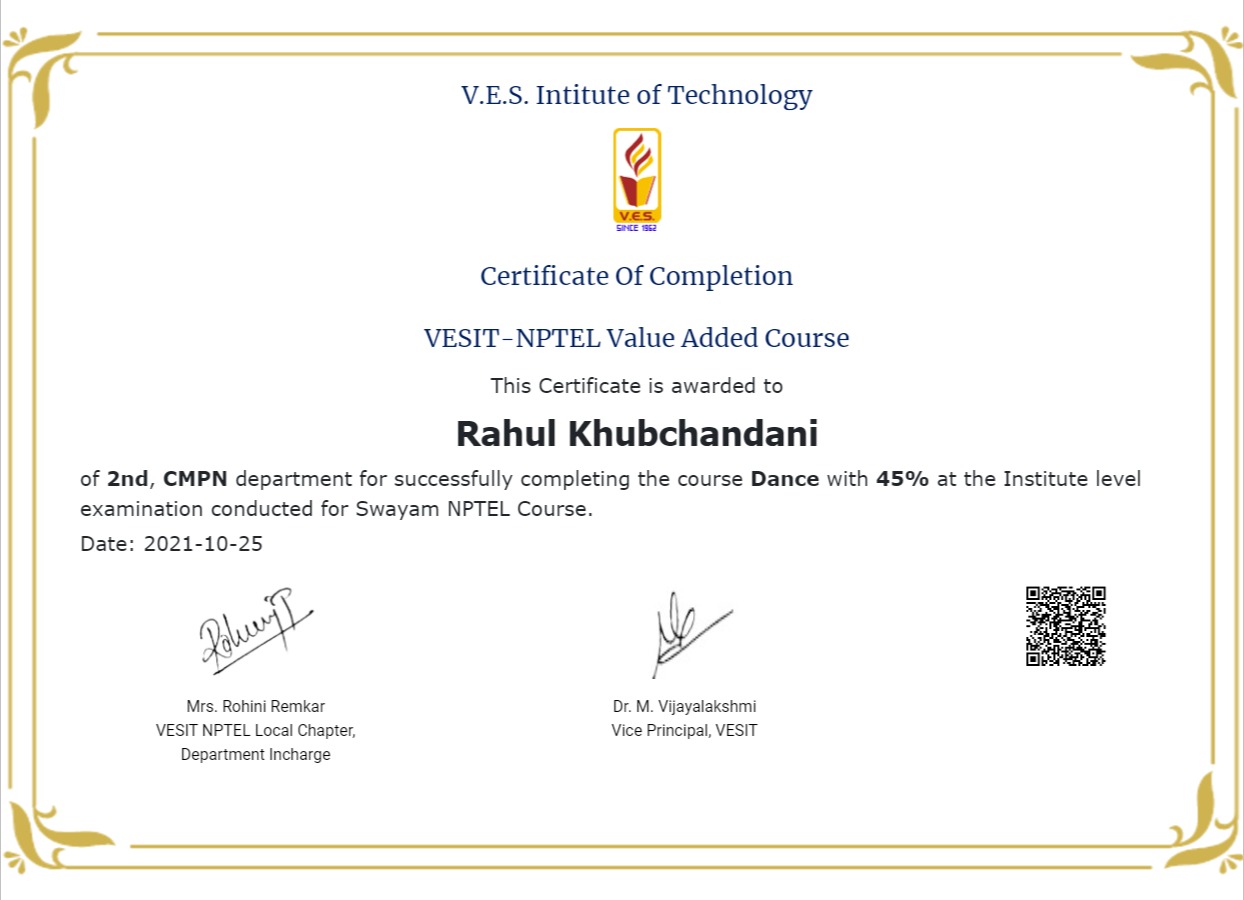 V.E.S. Intitute of Technology
V.E.S.
SINCE 1962
Certificate Of Completion
VESIT-NPTEL Value Added Course
This Certificate is awarded to
Rahul Khubchandani
of 2nd, CMPN department for successfully completing the course Dance with 45% at the Institute level
examination conducted for Swayam NPTEL Course.
Date: 2021-10-25
Mrs. Rohini Remkar
VESIT NPTEL Local Chapter,
Department Incharge
Dr. M. Vijayalakshmi
Vice Principal, VESIT